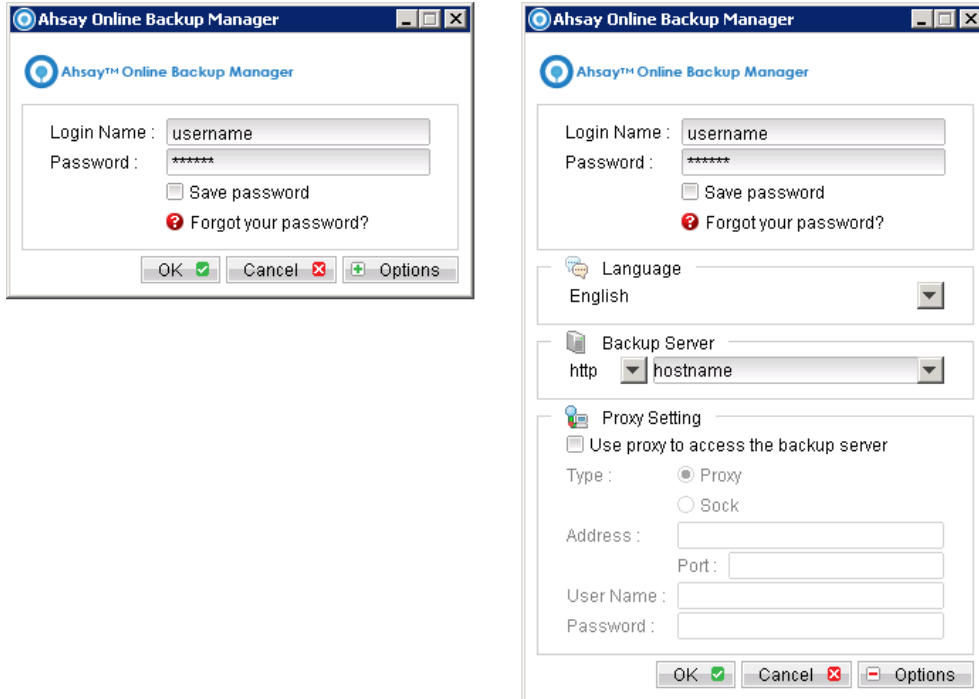 Ahsay Online Backup Manager
Ahsay™ Online Backup Manager
Login Name : username
Password : ******
Save password
Forgot your password?
OK Cancel Options
Ahsay Online Backup Manager
Ahsay™ Online Backup Manager
Login Name : username
Password : ******
Save password
Forgot your password?
Language
English
Backup Server
http hostname
Proxy Setting
Use proxy to access the backup server
Type : Proxy
Sock
Address :
Port :
User Name :
Password :
OK Cancel Options